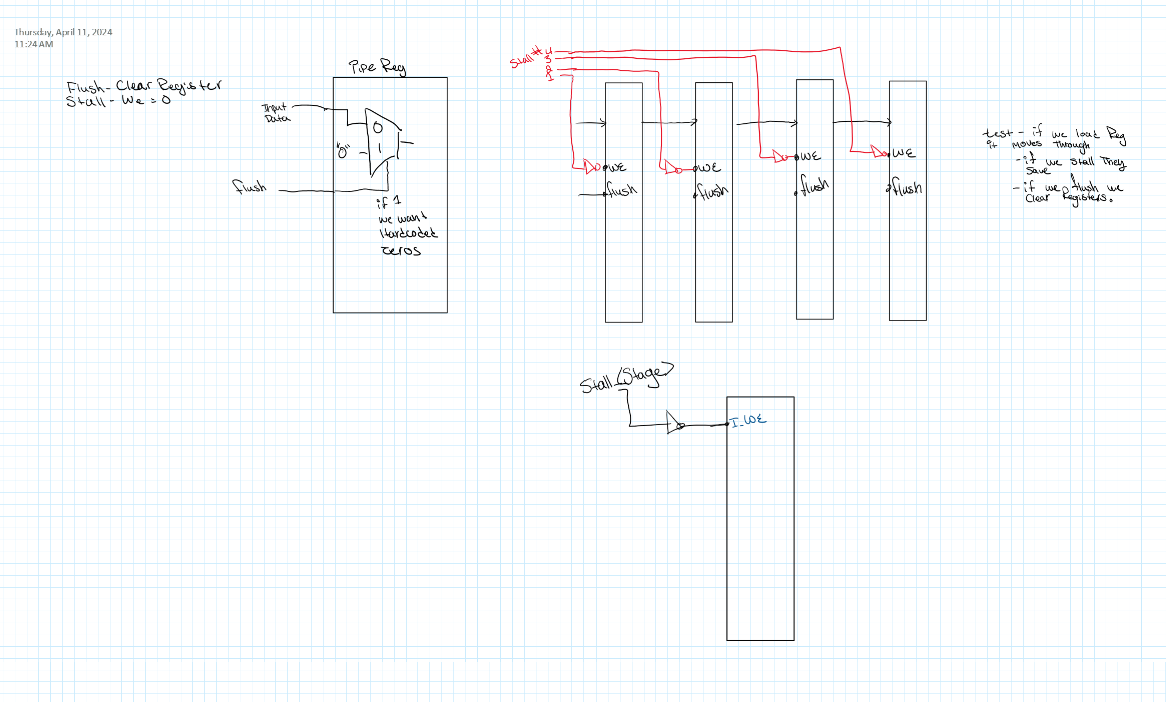 Thursday, April 11, 2024
11:24 AM
Flush - Clear Register
Stall - We = 0
Pipe Reg
Input
Data
0
"0"
1
flush
if 1
we want
Hardcoded
zeros
Stall #
4
3
2
1
WE
WE
WE
WE
flush
flush
flush
flush
test - if we load Reg
it moves through
- if we stall They
Save
- if we flush we
Clear Registers.
Stall (Stage)
I_WE